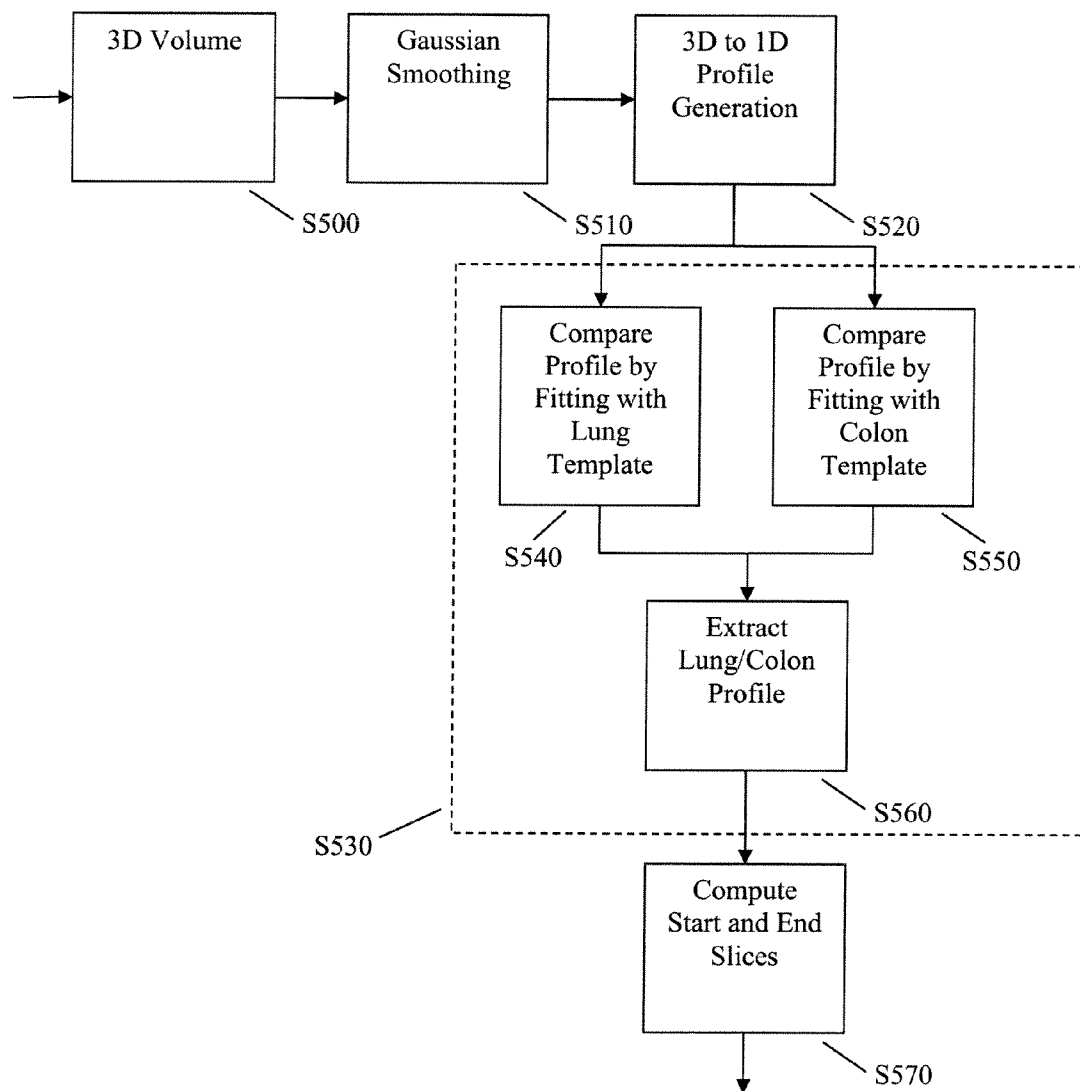 3D Volume
S500
Gaussian
Smoothing
S510
3D to 1D
Profile
Generation
S520
Compare
Profile by
Fitting with
Lung
Template
S540
Compare
Profile by
Fitting with
Colon
Template
S550
Extract
Lung/Colon
Profile
S560
S530
Compute
Start and End
Slices
S570